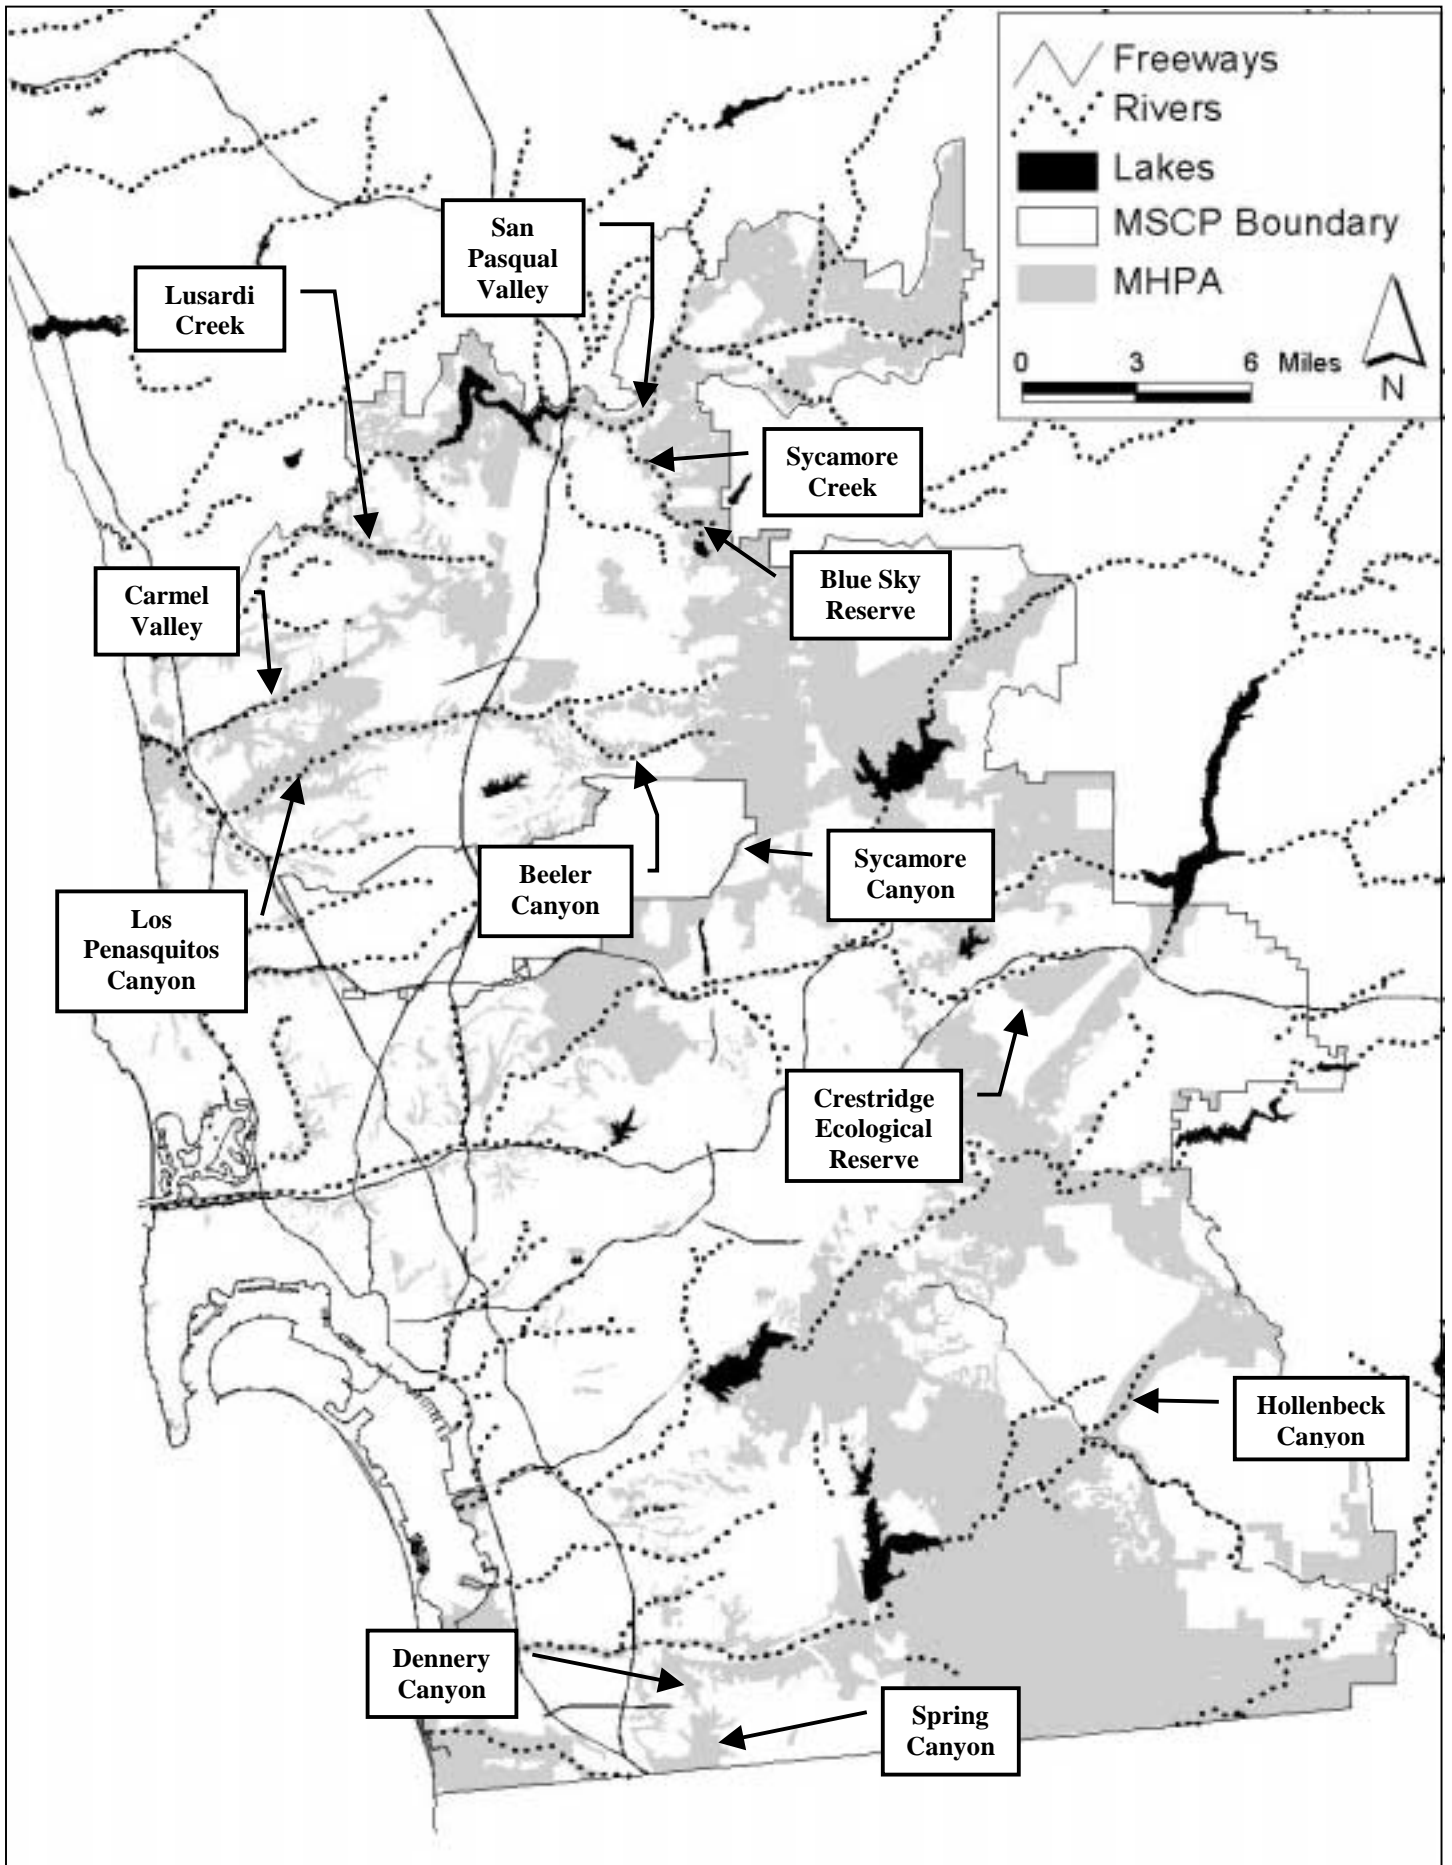 Freeways
Rivers
Lakes
MSCP Boundary
MHPA
0 3 6 Miles
N
San
Pasqual
Valley
Lusardi
Creek
Sycamore
Creek
Blue Sky
Reserve
Carmel
Valley
Beeler
Canyon
Sycamore
Canyon
Los
Penasquitos
Canyon
Crestridge
Ecological
Reserve
Hollenbeck
Canyon
Dennery
Canyon
Spring
Canyon